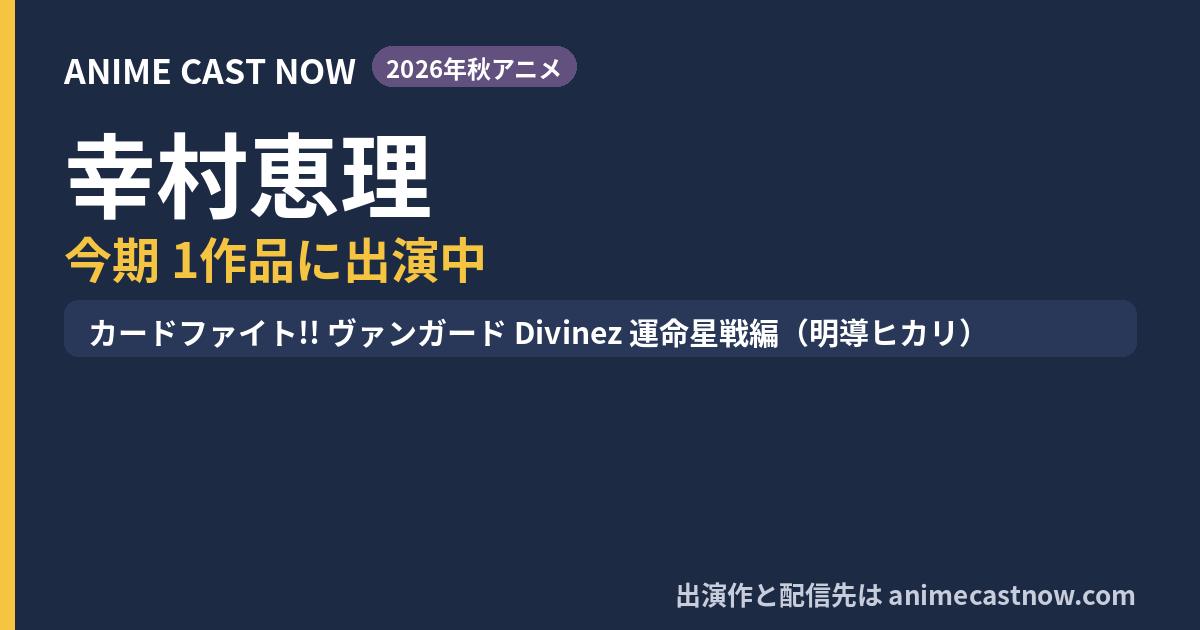 ANIME CAST NOW 2026年秋アニメ
幸村恵理
今期 1作品に出演中
カードファイト!! ヴァンガード Divinez 運命星戦編（明導ヒカリ）
出演作と配信先は animecastnow.com